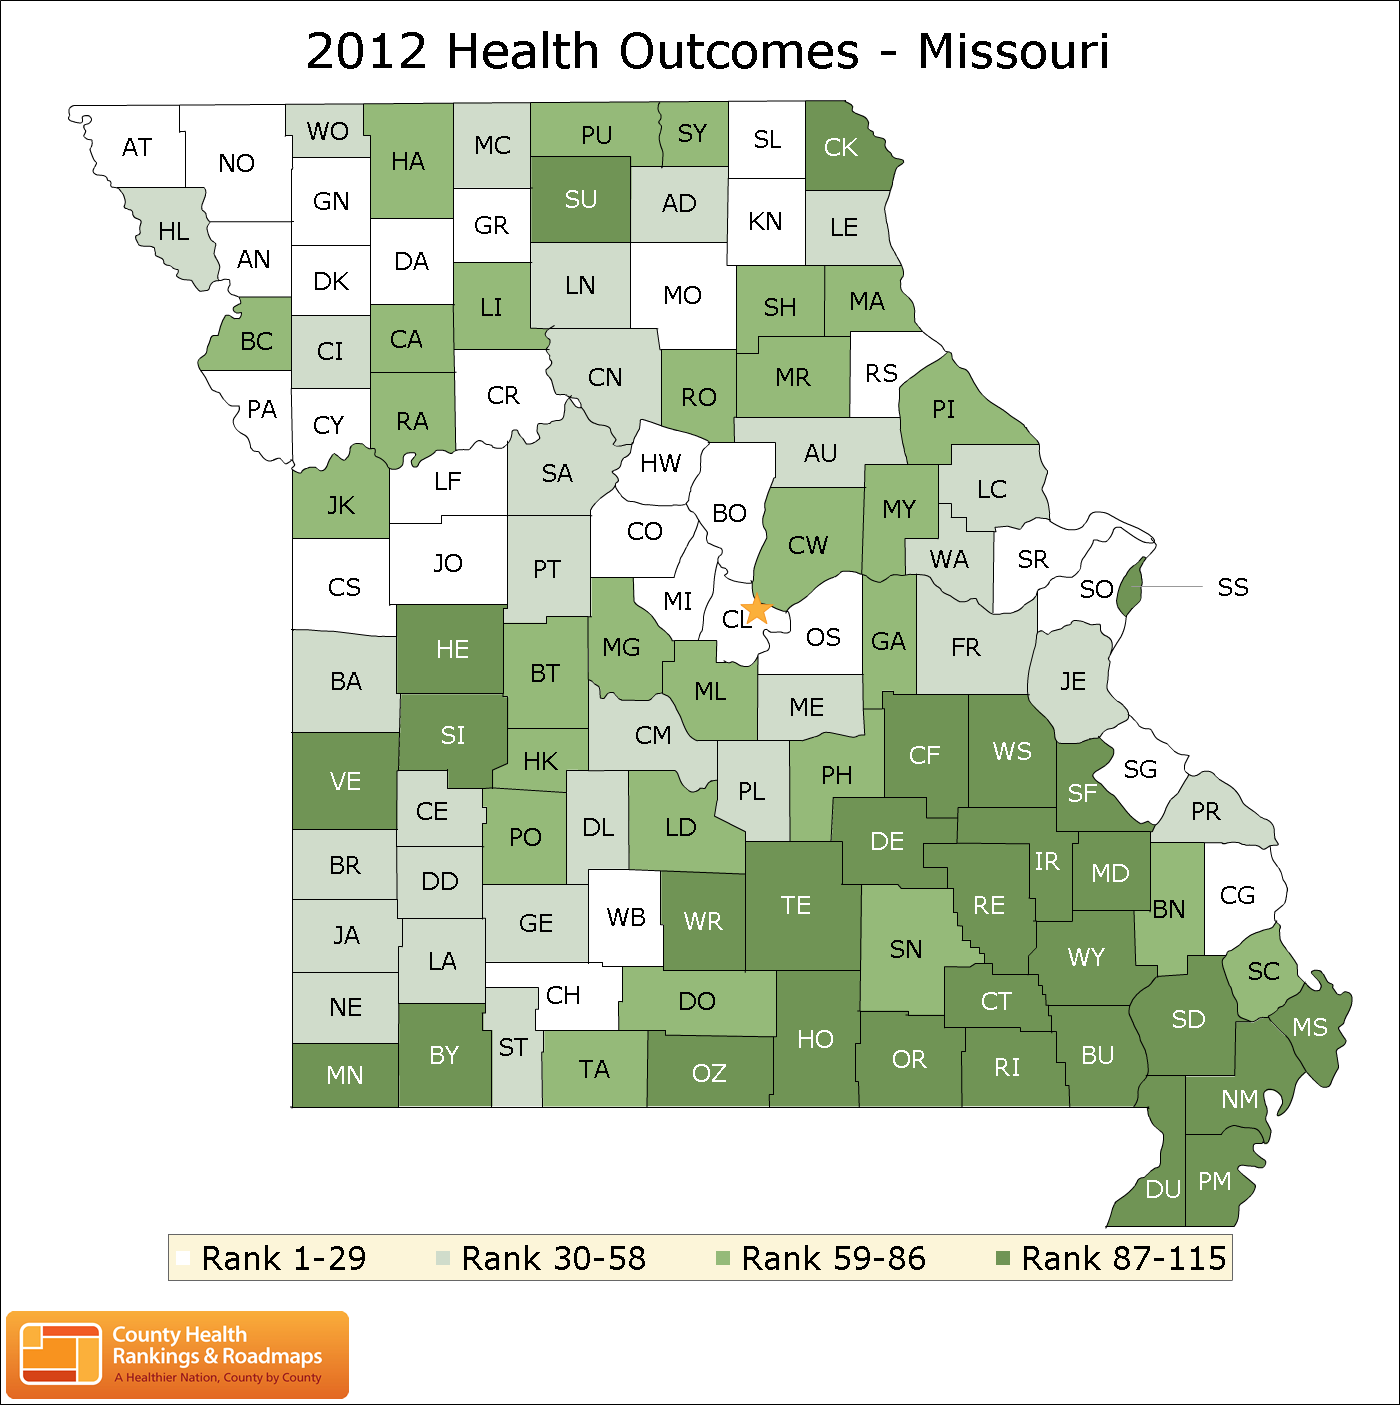 2012 Health Outcomes - Missouri
AT
NO
WO
HA
MC
PU
SY
SL
CK
GN
GR
SU
AD
KN
LE
HL
AN
DK
DA
LI
LN
MO
SH
MA
BC
CI
CA
CR
CN
RO
MR
RS
PI
PA
CY
RA
SA
HW
AU
LC
JK
LF
BO
MY
CO
CW
WA
SR
CS
JO
PT
MI
SO
SS
CL
OS
GA
FR
HE
MG
BT
BA
ML
ME
JE
SI
CM
CF
WS
SG
VE
HK
PH
PL
SF
PR
CE
PO
DL
LD
DE
BR
DD
IR
MD
TE
RE
CG
BN
JA
GE
WB
WR
SN
WY
LA
SC
NE
CH
DO
CT
SD
MS
BY
ST
HO
OR
RI
BU
MN
TA
OZ
NM
DU
PM
Rank 1-29 Rank 30-58 Rank 59-86 Rank 87-115
County Health
Rankings & Roadmaps
A Healthier Nation, County by County